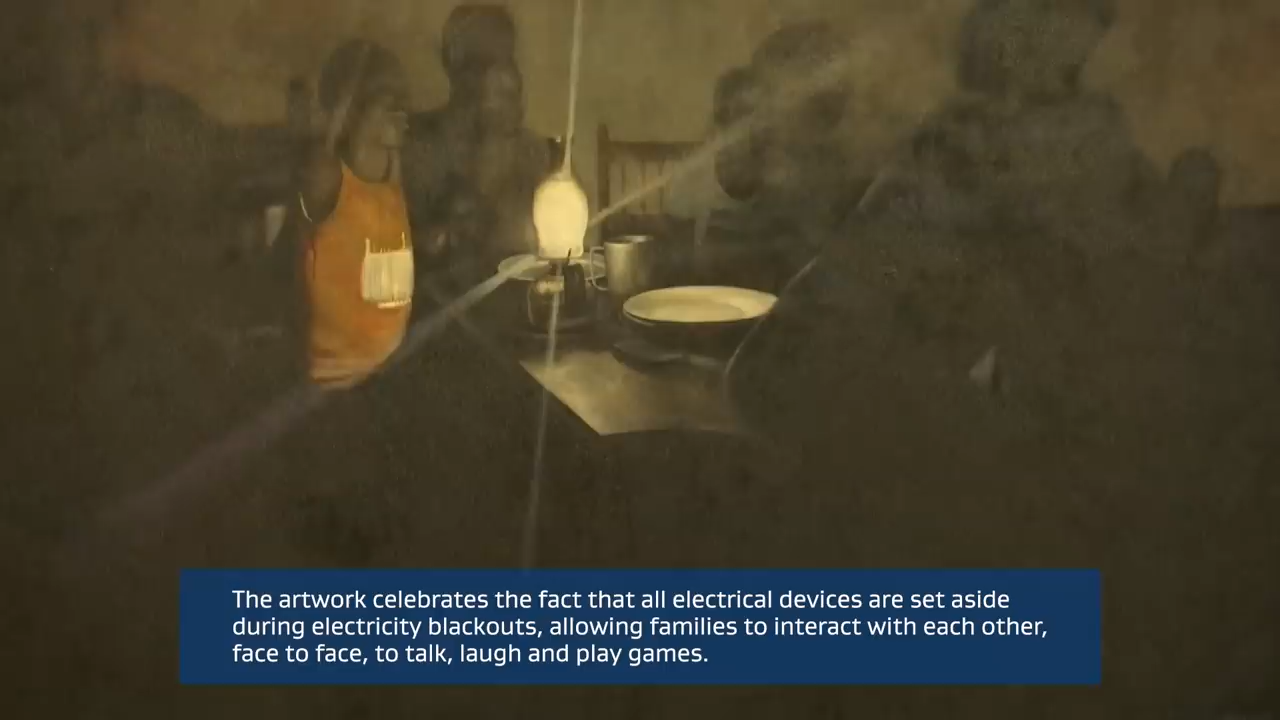 The artwork celebrates the fact that all electrical devices are set aside
during electricity blackouts, allowing families to interact with each other,
face to face, to talk, laugh and play games.